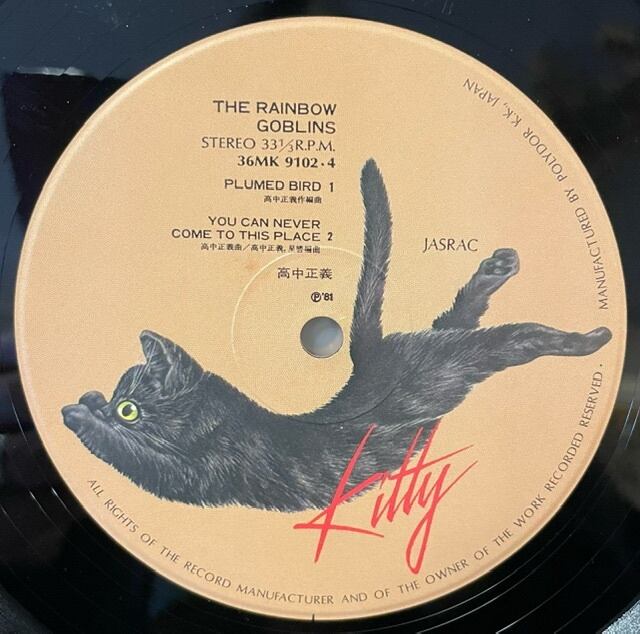 THE RAINBOW
GOBLINS
STEREO 33 1/3 R.P.M.
36MK 9102·4
PLUMED BIRD 1
高中正義作編曲
YOU CAN NEVER
COME TO THIS PLACE 2
高中正義曲／高中正義,星勝編曲
高中正義
Ⓟ'81
JASRAC
Kitty
MANUFACTURED BY POLYDOR K.K., JAPAN
ALL RIGHTS OF THE RECORD MANUFACTURER AND OF THE OWNER OF THE WORK RECORDED RESERVED.